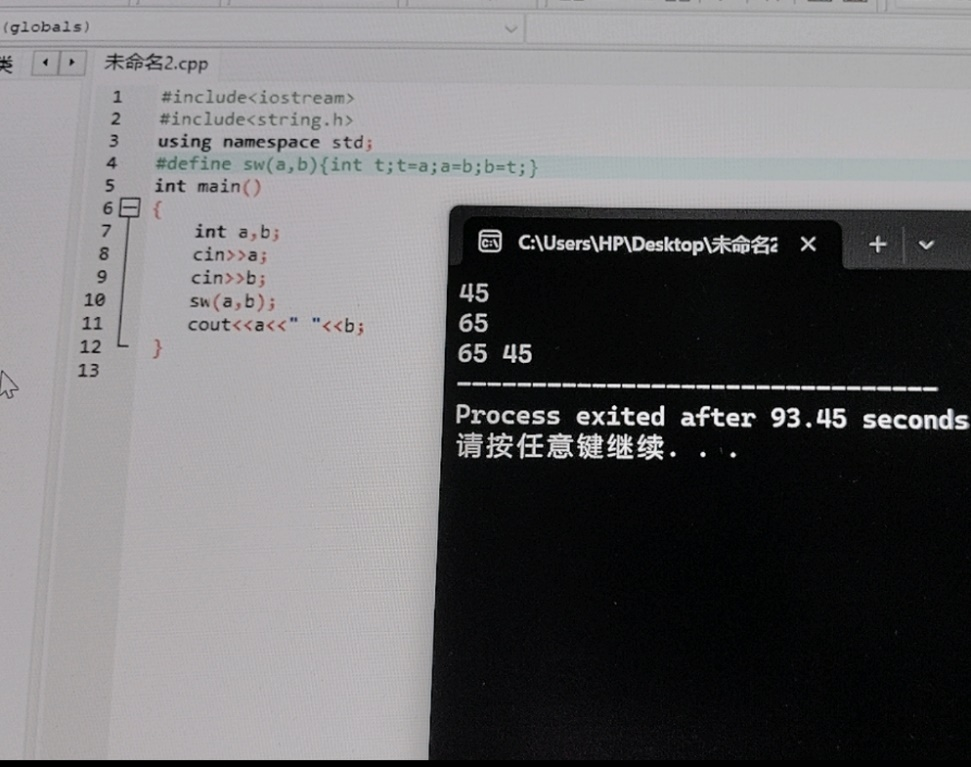 (globals)
类 未命名2.cpp
1 #include<iostream>
2 #include<string.h>
3 using namespace std;
4 #define sw(a,b){int t;t=a;a=b;b=t;}
5 int main()
6 {
7 int a,b;
8 cin>>a;
9 cin>>b;
10 sw(a,b);
11 cout<<a<<" "<<b;
12 }
13
C:\Users\HP\Desktop\未命名2
45
65
65 45
--------------------------------
Process exited after 93.45 seconds
请按任意键继续. . .